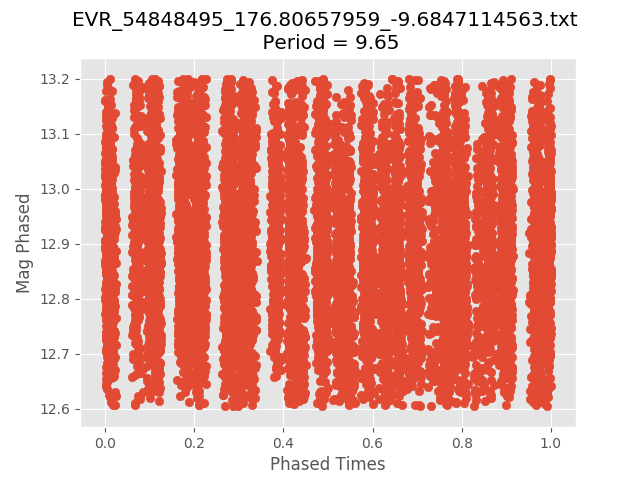 EVR_54848495_176.80657959_-9.6847114563.txt
Period = 9.65
Mag Phased
13.2
13.1
13.0
12.9
12.8
12.7
12.6
0.0 0.2 0.4 0.6 0.8 1.0
Phased Times